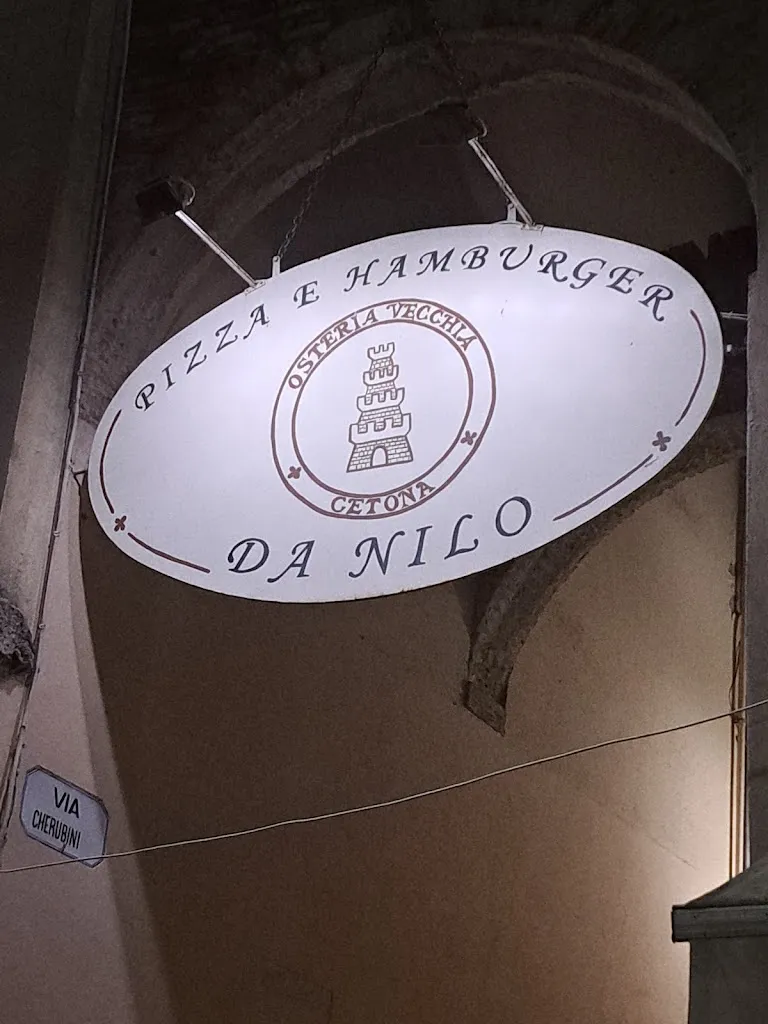 PIZZA E HAMBURGER
OSTERIA VECCHIA
CETONA
DA NILO
VIA
CHERUBINI